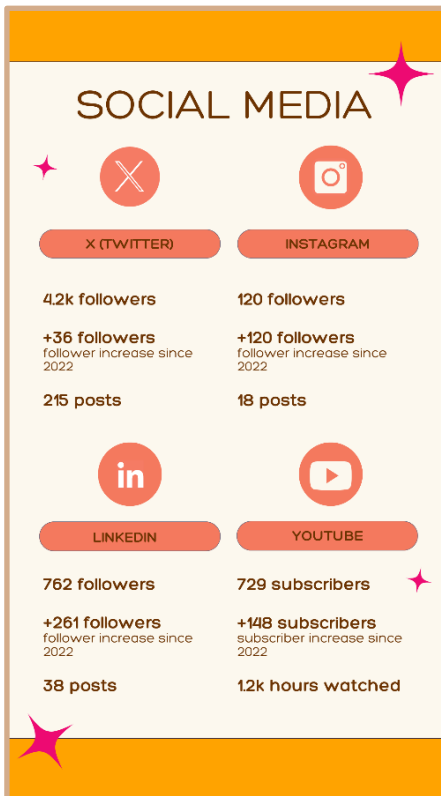 SOCIAL MEDIA
X (TWITTER)
4.2k followers
+36 followers
follower increase since
2022
215 posts
INSTAGRAM
120 followers
+120 followers
follower increase since
2022
18 posts
in
LINKEDIN
762 followers
+261 followers
follower increase since
2022
38 posts
YOUTUBE
729 subscribers
+148 subscribers
subscriber increase since
2022
1.2k hours watched